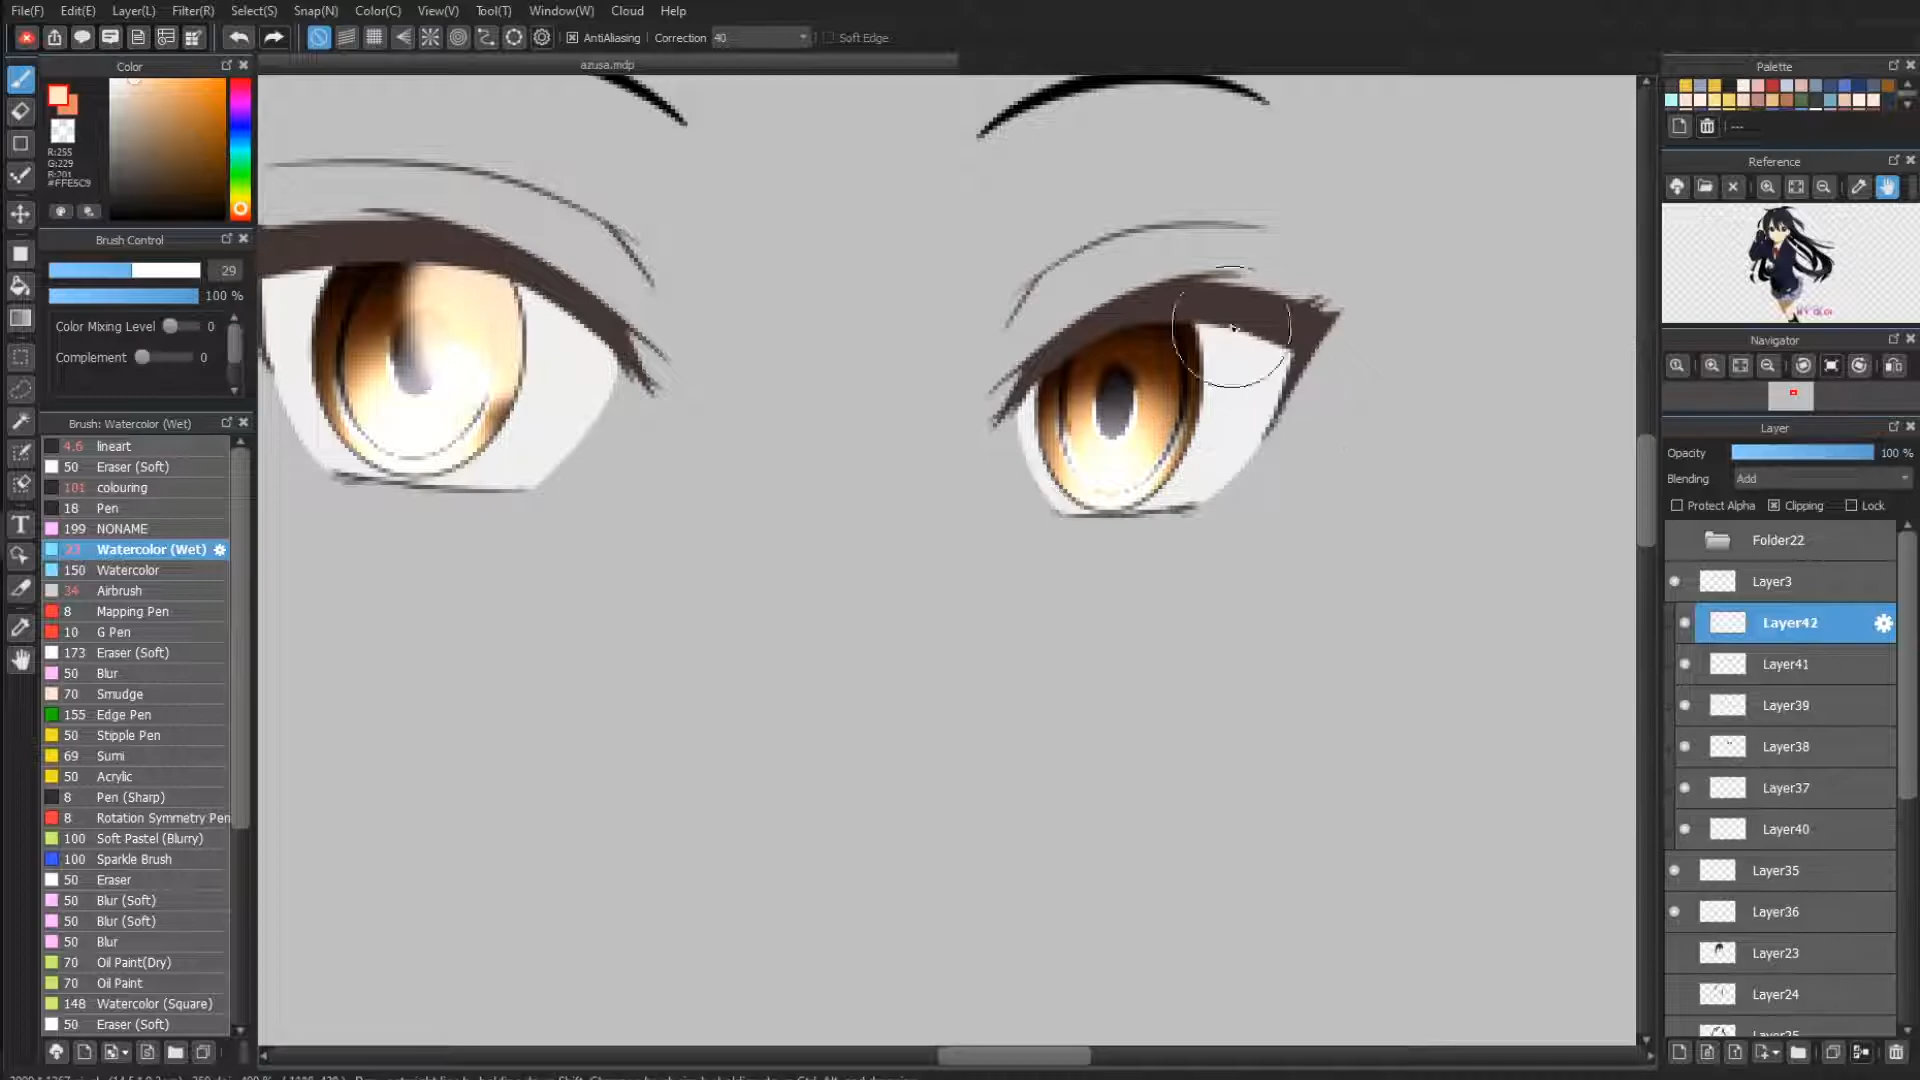 File(F) Edit(E) Layer(L) Filter(R) Select(S) Snap(N) Color(C) View(V) Tool(T) Window(W) Cloud Help
AntiAliasing Correction 40 Soft Edge
Color
azusa.mdp
R:255
G:229
B:201
#FFE5C9
Brush Control
29
100 %
Color Mixing Level 0
Complement 0
Brush: Watercolor (Wet)
4.6 lineart
50 Eraser (Soft)
101 colouring
18 Pen
199 NONAME
23 Watercolor (Wet)
150 Watercolor
34 Airbrush
8 Mapping Pen
10 G Pen
173 Eraser (Soft)
50 Blur
70 Smudge
155 Edge Pen
50 Stipple Pen
69 Sumi
50 Acrylic
8 Pen (Sharp)
8 Rotation Symmetry Pen
100 Soft Pastel (Blurry)
100 Sparkle Brush
50 Eraser
50 Blur (Soft)
50 Blur (Soft)
50 Blur
70 Oil Paint(Dry)
70 Oil Paint
148 Watercolor (Square)
50 Eraser (Soft)
Palette
---
Reference
Navigator
Layer
Opacity 100 %
Blending Add
Protect Alpha Clipping Lock
Folder22
Layer3
Layer42
Layer41
Layer39
Layer38
Layer37
Layer40
Layer35
Layer36
Layer23
Layer24